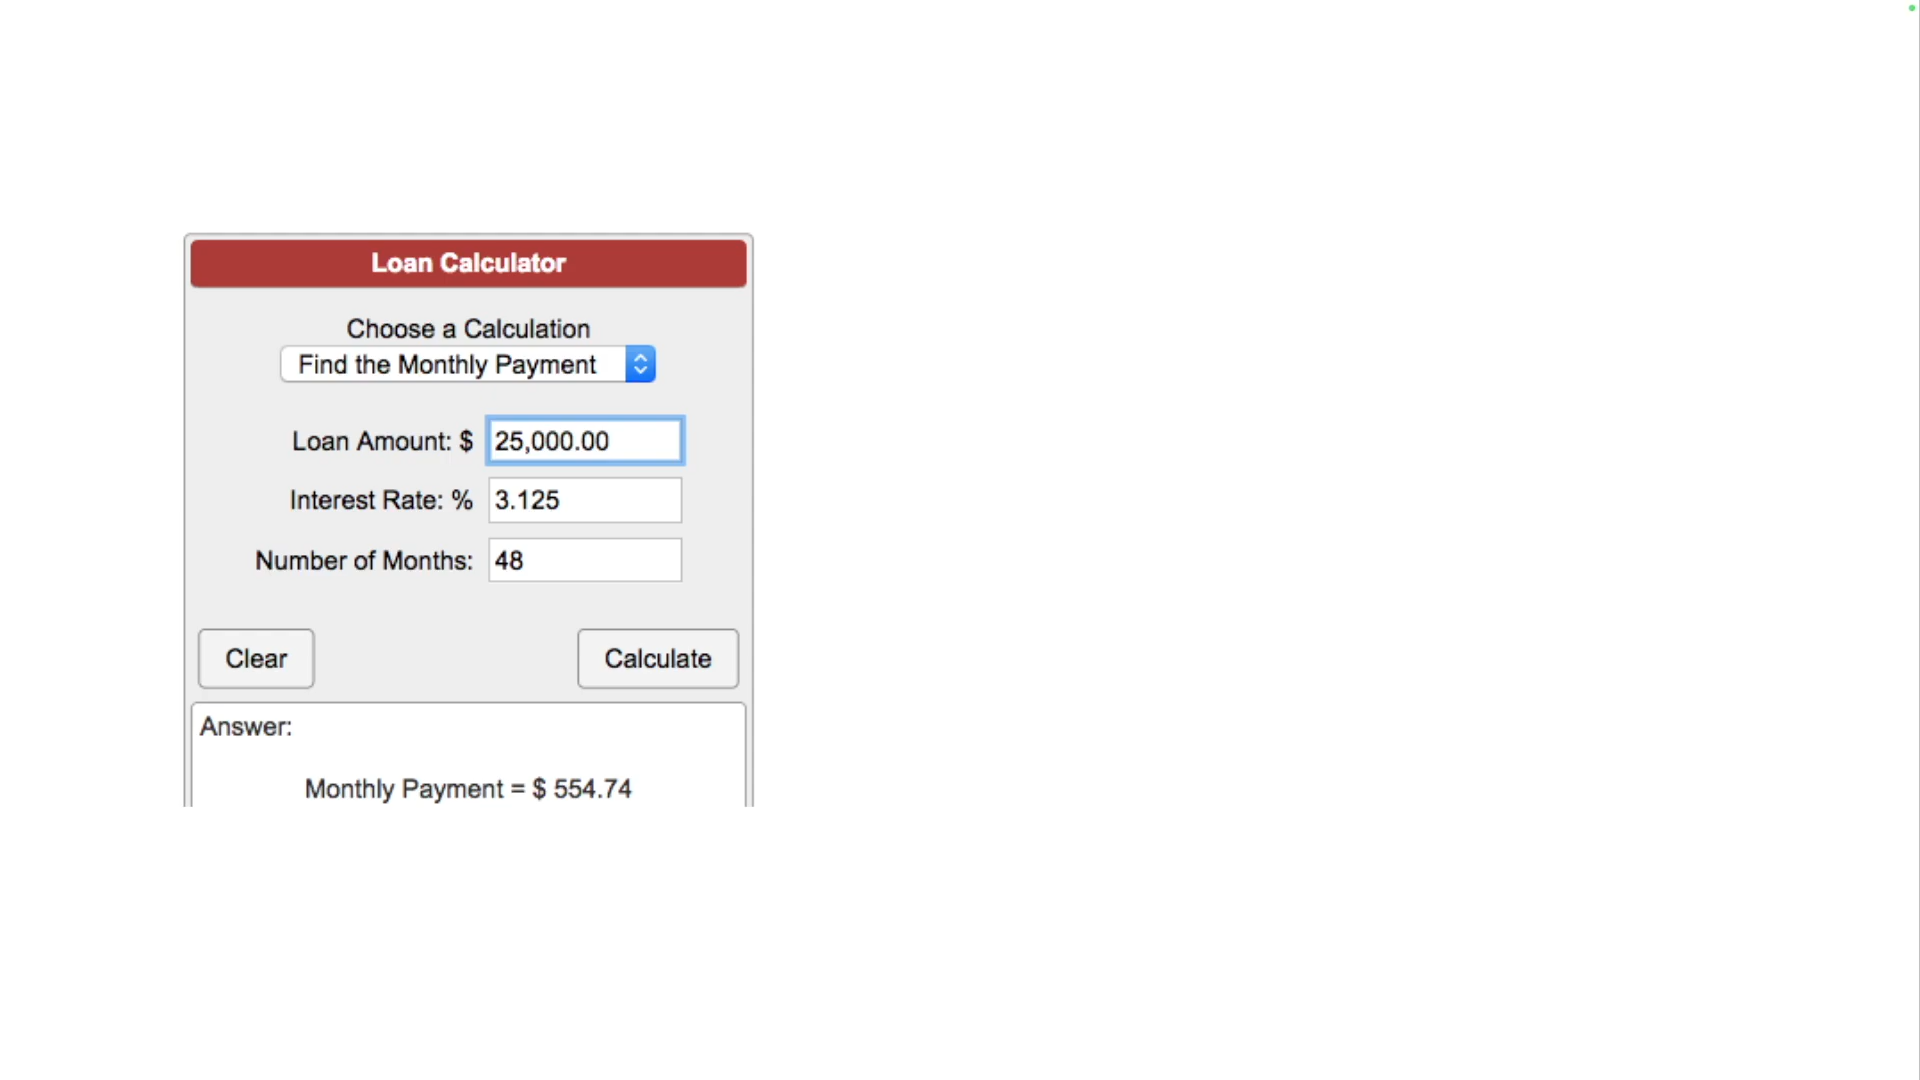 Loan Calculator
Choose a Calculation
Find the Monthly Payment
Loan Amount: $ 25,000.00
Interest Rate: % 3.125
Number of Months: 48
Clear Calculate
Answer:
Monthly Payment = $ 554.74